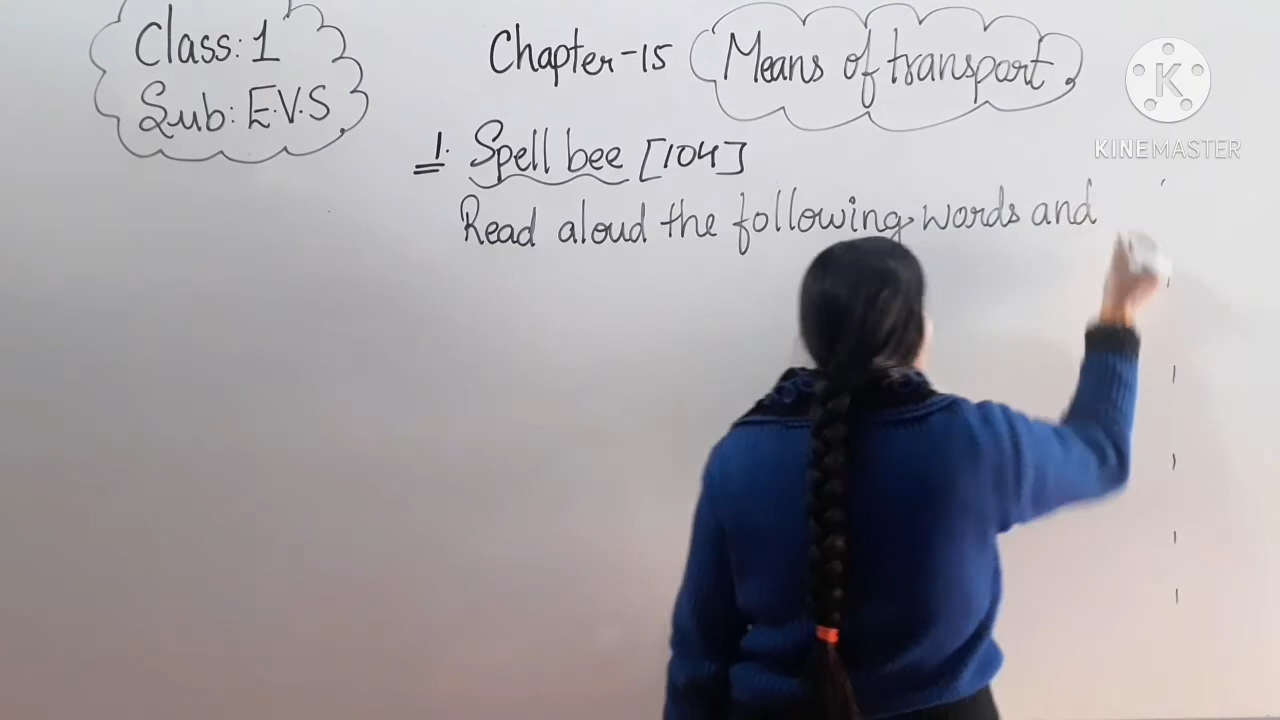 Class: 1
Sub: E.V.S
Chapter-15 Means of transport
1. Spell bee [104]
Read aloud the following words and
K
KINEMASTER